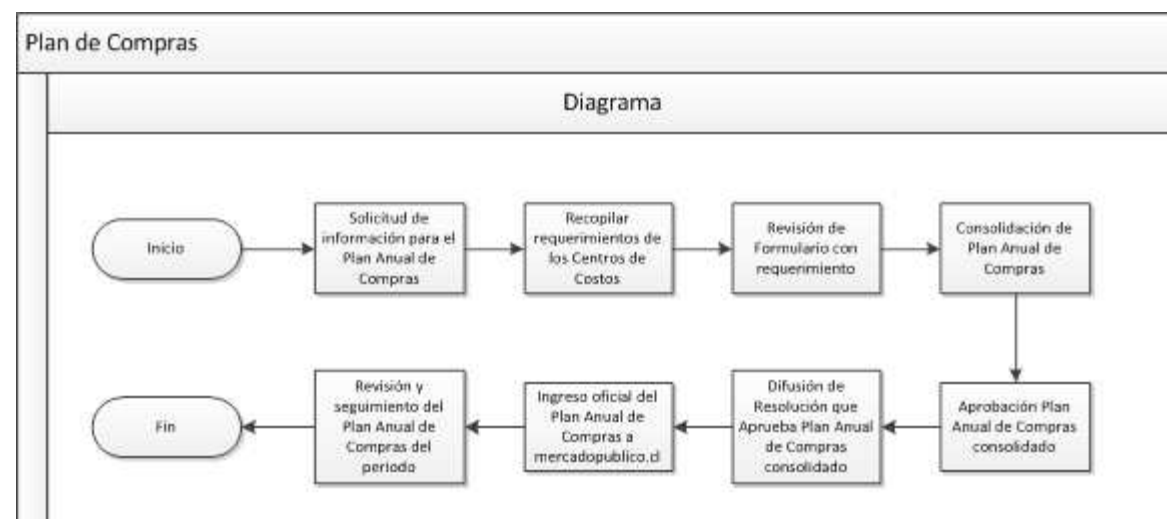 Plan de Compras
Diagrama
Inicio
Solicitud de
información para el
Plan Anual de
Compras
Recopilar
requerimientos de
los Centros de
Costos
Revisión de
Formulario con
requerimiento
Consolidación de
Plan Anual de
Compras
Aprobación Plan
Anual de Compras
consolidado
Difusión de
Resolución que
Aprueba Plan Anual
de Compras
consolidado
Ingreso oficial del
Plan Anual de
Compras a
mercadopublico.cl
Revisión y
seguimiento del
Plan Anual de
Compras del
periodo
Fin